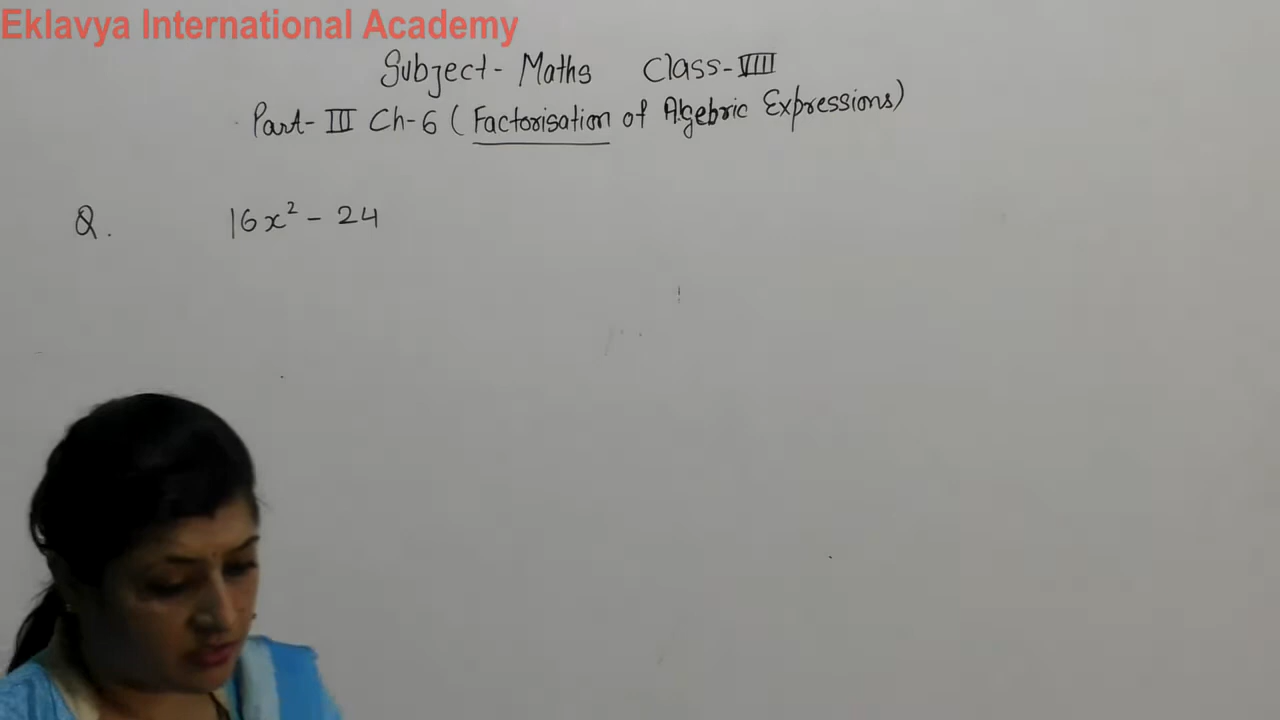 Eklavya International Academy
Subject - Maths Class-VIII
Part-III Ch-6 (Factorisation of Algebric Expressions)
Q. 16x² - 24